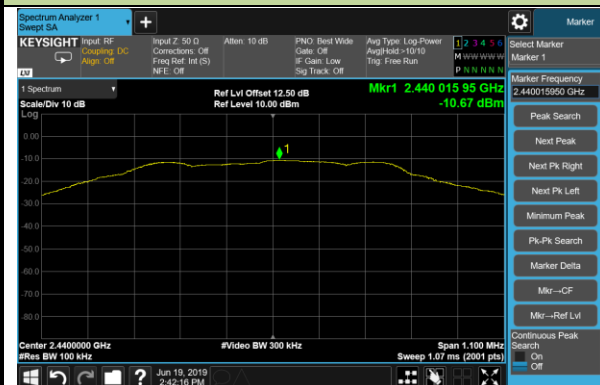 Spectrum Analyzer 1
Swept SA
+
Marker
KEYSIGHT
Input: RF
Coupling: DC
Align: Off
Input Z: 50 Ω
Corrections: Off
Freq Ref: Int (S)
NFE: Off
Atten: 10 dB
PNO: Best Wide
Gate: Off
IF Gain: Low
Sig Track: Off
Avg Type: Log-Power
Avg|Hold:>10/10
Trig: Free Run
1 2 3 4 5 6
M W W W W W
P N N N N N
LXI
Select Marker
Marker 1
1 Spectrum
Scale/Div 10 dB
Log
Ref Lvl Offset 12.50 dB
Ref Level 10.00 dBm
Mkr1 2.440 015 95 GHz
-10.67 dBm
Marker Frequency
2.440015950 GHz
Peak Search
Next Peak
Next Pk Right
Next Pk Left
Minimum Peak
Pk-Pk Search
Marker Delta
Mkr→CF
Mkr→Ref Lvl
Continuous Peak
Search
On
Off
1
0.00
-10.0
-20.0
-30.0
-40.0
-50.0
-60.0
-70.0
-80.0
Center 2.4400000 GHz
#Res BW 100 kHz
#Video BW 300 kHz
Span 1.100 MHz
Sweep 1.07 ms (2001 pts)
?
Jun 19, 2019
2:42:16 PM